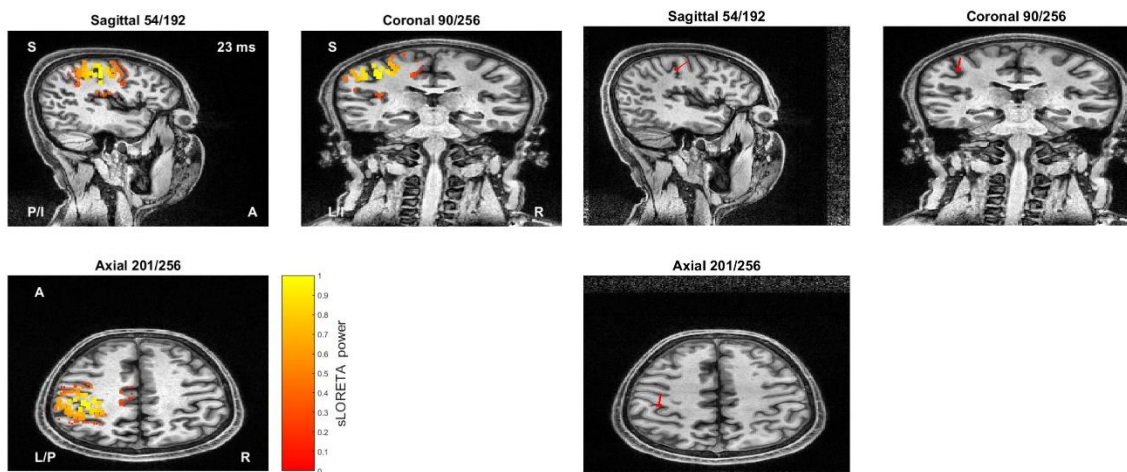 Sagittal 54/192
Coronal 90/256
Sagittal 54/192
Coronal 90/256
S
23 ms
S
P/I
A
L/I
R
Axial 201/256
Axial 201/256
A
L/P
R
1
0.9
0.8
0.7
0.6
0.5
0.4
0.3
0.2
0.1
0
sLORETA power